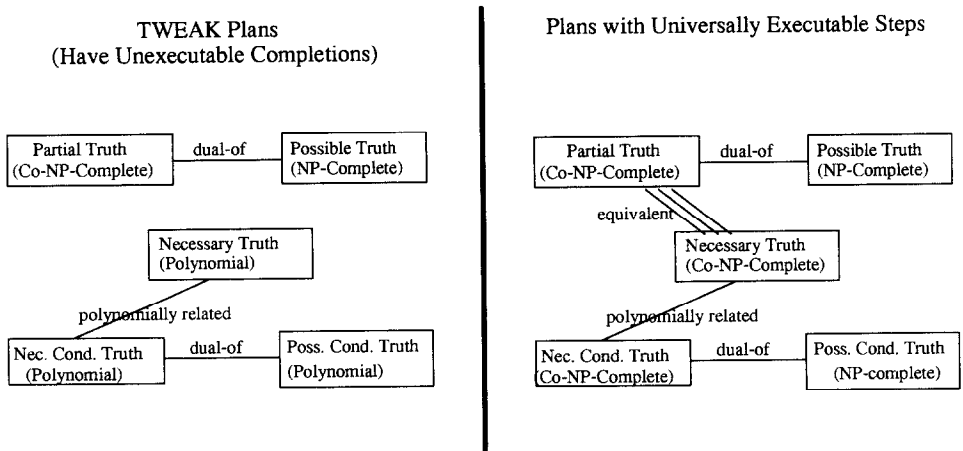 TWEAK Plans
(Have Unexecutable Completions)
Partial Truth
(Co-NP-Complete)
dual-of
Possible Truth
(NP-Complete)
Necessary Truth
(Polynomial)
polynomially related
Nec. Cond. Truth
(Polynomial)
dual-of
Poss. Cond. Truth
(Polynomial)
Plans with Universally Executable Steps
Partial Truth
(Co-NP-Complete)
dual-of
Possible Truth
(NP-Complete)
equivalent
Necessary Truth
(Co-NP-Complete)
polynomially related
Nec. Cond. Truth
(Co-NP-Complete)
dual-of
Poss. Cond. Truth
(NP-complete)